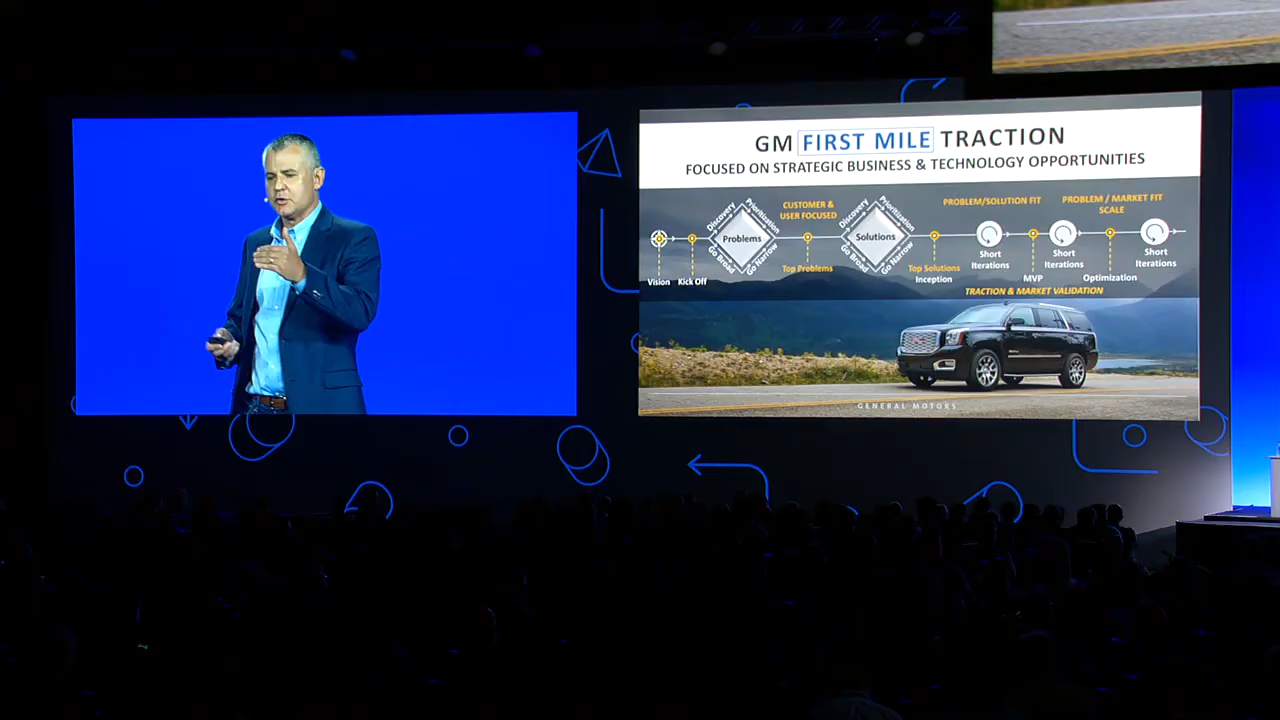 GM FIRST MILE TRACTION
FOCUSED ON STRATEGIC BUSINESS & TECHNOLOGY OPPORTUNITIES
CUSTOMER &
USER FOCUSED
PROBLEM/SOLUTION FIT
PROBLEM / MARKET FIT
SCALE
Discovery
Prioritization
Problems
Go Broad
Go Narrow
Discovery
Prioritization
Solutions
Go Broad
Go Narrow
Vision
Kick Off
Top Problems
Top Solutions
Inception
Short
Iterations
MVP
Short
Iterations
Optimization
Short
Iterations
TRACTION & MARKET VALIDATION
GENERAL MOTORS